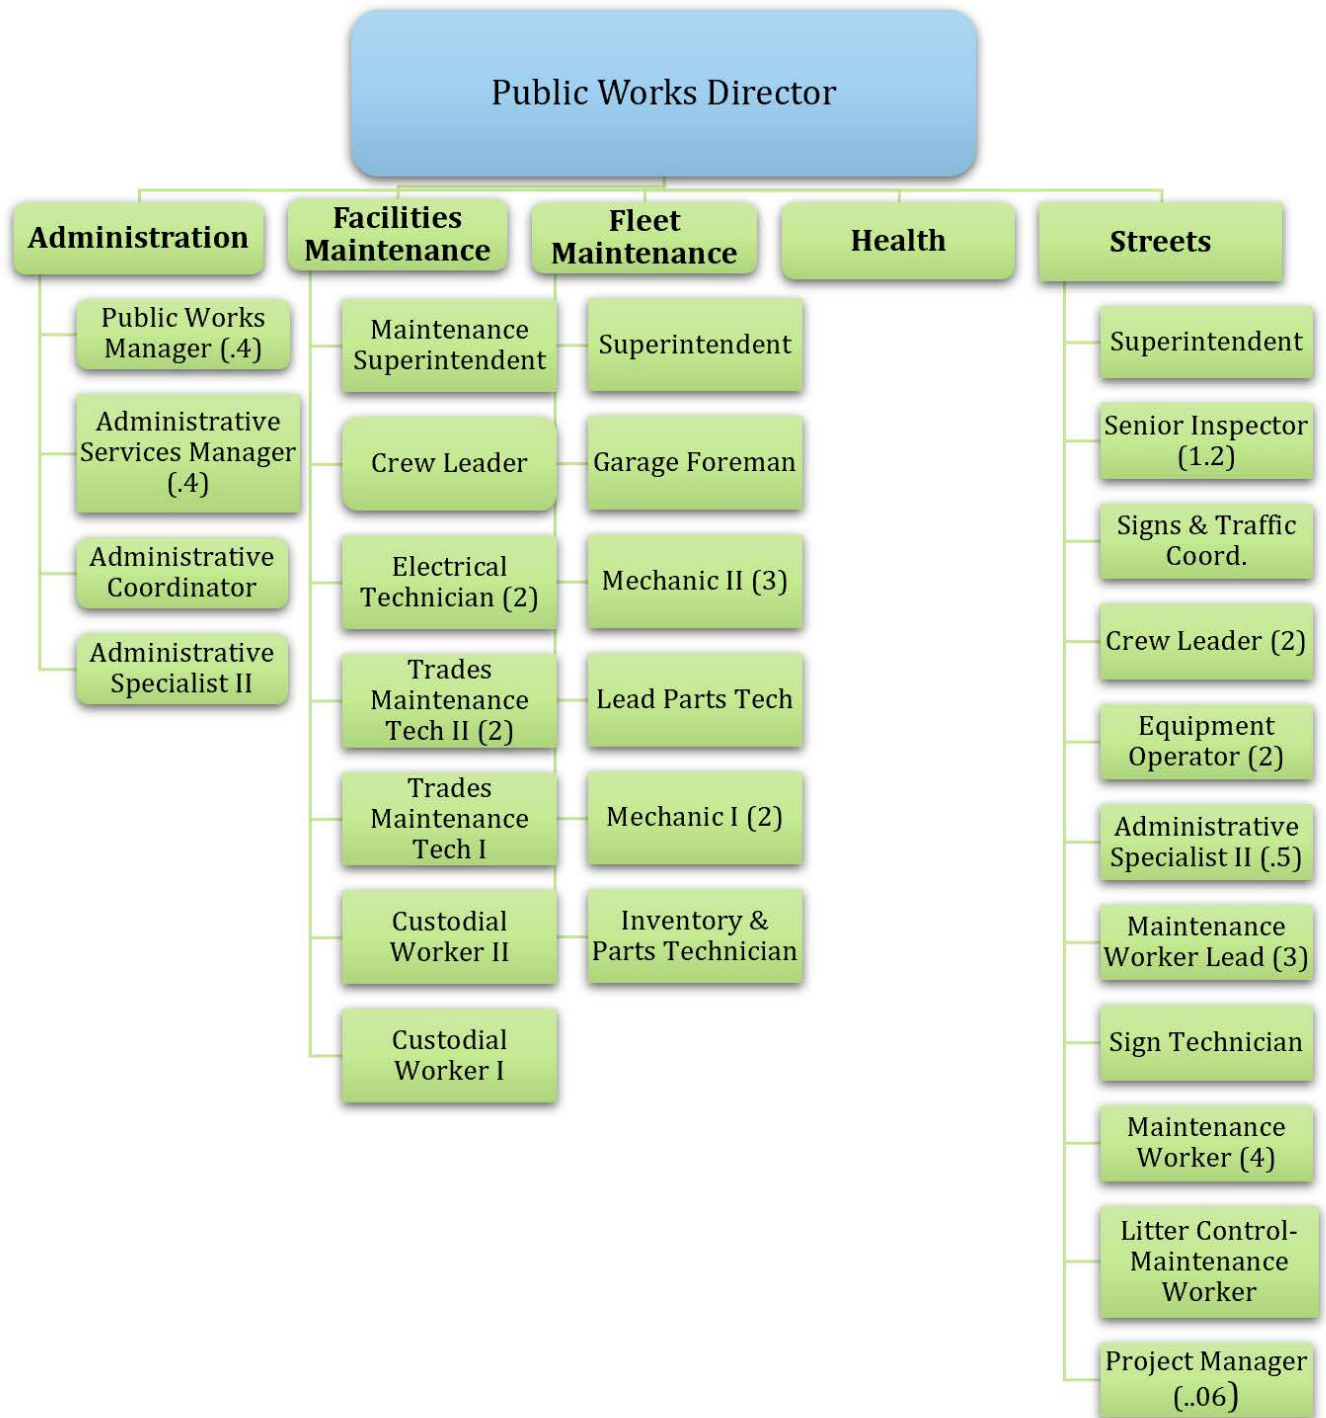 Public Works Director
Administration
Public Works
Manager (.4)
Administrative
Services Manager
(.4)
Administrative
Coordinator
Administrative
Specialist II
Facilities
Maintenance
Maintenance
Superintendent
Crew Leader
Electrical
Technician (2)
Trades
Maintenance
Tech II (2)
Trades
Maintenance
Tech I
Custodial
Worker II
Custodial
Worker I
Fleet
Maintenance
Superintendent
Garage Foreman
Mechanic II (3)
Lead Parts Tech
Mechanic I (2)
Inventory &
Parts Technician
Health
Streets
Superintendent
Senior Inspector
(1.2)
Signs & Traffic
Coord.
Crew Leader (2)
Equipment
Operator (2)
Administrative
Specialist II (.5)
Maintenance
Worker Lead (3)
Sign Technician
Maintenance
Worker (4)
Litter Control-
Maintenance
Worker
Project Manager
(..06)